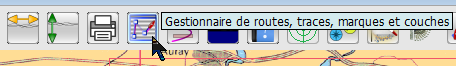 Gestionnaire de routes, traces, marques et couches